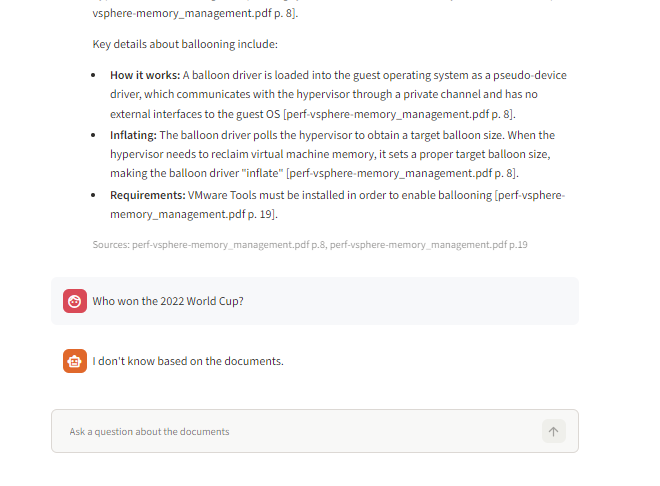 vsphere-memory_management.pdf p. 8].
Key details about ballooning include:
• How it works: A balloon driver is loaded into the guest operating system as a pseudo-device
driver, which communicates with the hypervisor through a private channel and has no
external interfaces to the guest OS [perf-vsphere-memory_management.pdf p. 8].
• Inflating: The balloon driver polls the hypervisor to obtain a target balloon size. When the
hypervisor needs to reclaim virtual machine memory, it sets a proper target balloon size,
making the balloon driver "inflate" [perf-vsphere-memory_management.pdf p. 8].
• Requirements: VMware Tools must be installed in order to enable ballooning [perf-vsphere-
memory_management.pdf p. 19].
Sources: perf-vsphere-memory_management.pdf p.8, perf-vsphere-memory_management.pdf p.19
Who won the 2022 World Cup?
I don't know based on the documents.
Ask a question about the documents